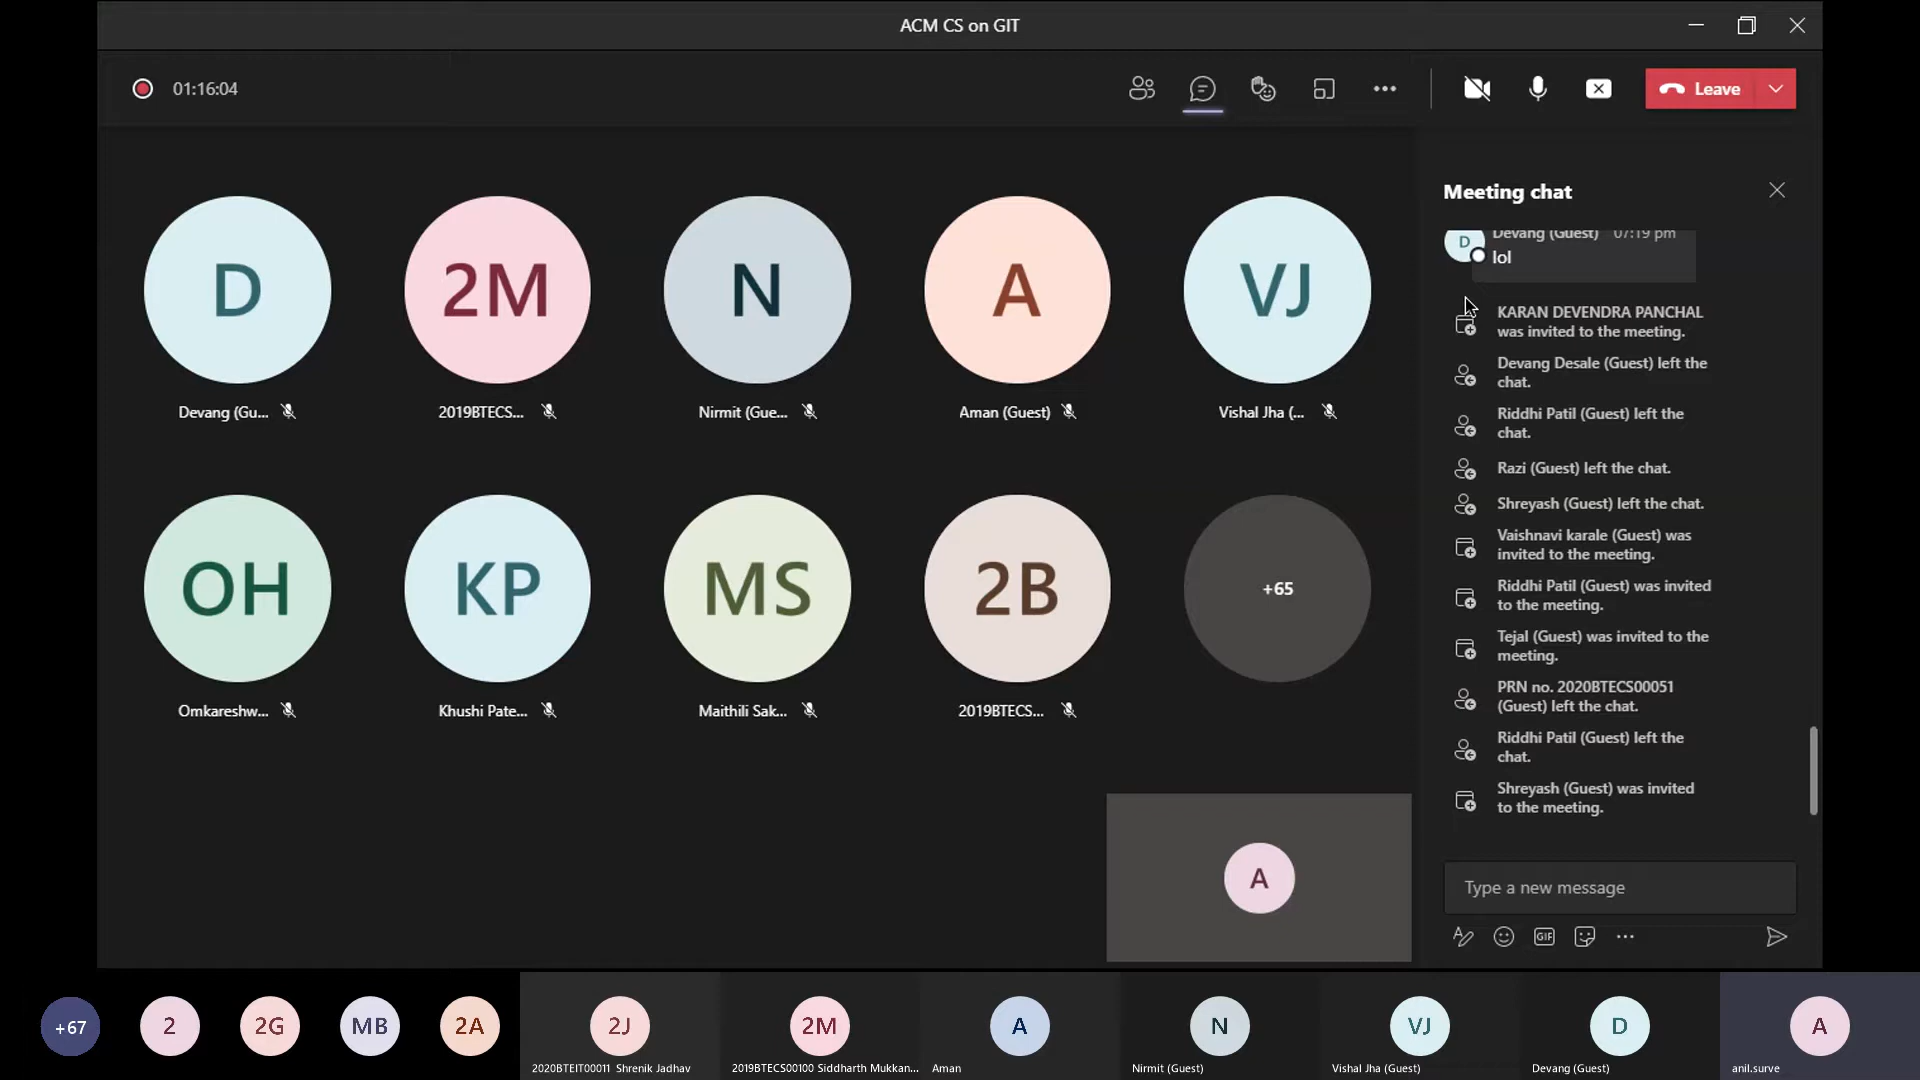 ACM CS on GIT
01:16:04
Leave
D
2M
N
A
VJ
Devang (Gu...
2019BTECS...
Nirmit (Gue...
Aman (Guest)
Vishal Jha (...
OH
KP
MS
2B
+65
Omkareshw...
Khushi Pate...
Maithili Sak...
2019BTECS...
A
Meeting chat
D
Devang (Guest) 07:19 pm
lol
KARAN DEVENDRA PANCHAL
was invited to the meeting.
Devang Desale (Guest) left the
chat.
Riddhi Patil (Guest) left the
chat.
Razi (Guest) left the chat.
Shreyash (Guest) left the chat.
Vaishnavi karale (Guest) was
invited to the meeting.
Riddhi Patil (Guest) was invited
to the meeting.
Tejal (Guest) was invited to the
meeting.
PRN no. 2020BTECS00051
(Guest) left the chat.
Riddhi Patil (Guest) left the
chat.
Shreyash (Guest) was invited
to the meeting.
Type a new message
GIF
+67
2
2G
MB
2A
2J
2M
A
N
VJ
D
A
2020BTEIT00011 Shrenik Jadhav
2019BTECS00100 Siddharth Mukkan...
Aman
Nirmit (Guest)
Vishal Jha (Guest)
Devang (Guest)
anil.surve